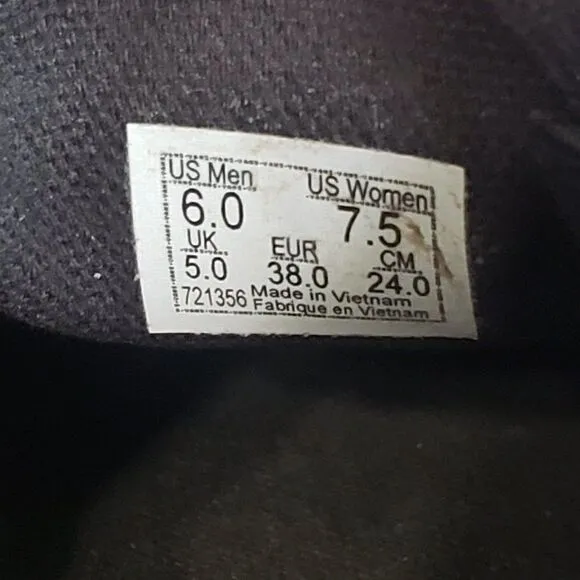 US Men US Women
6.0 7.5
UK EUR CM
5.0 38.0 24.0
721356 Made in Vietnam
Fabrique en Vietnam